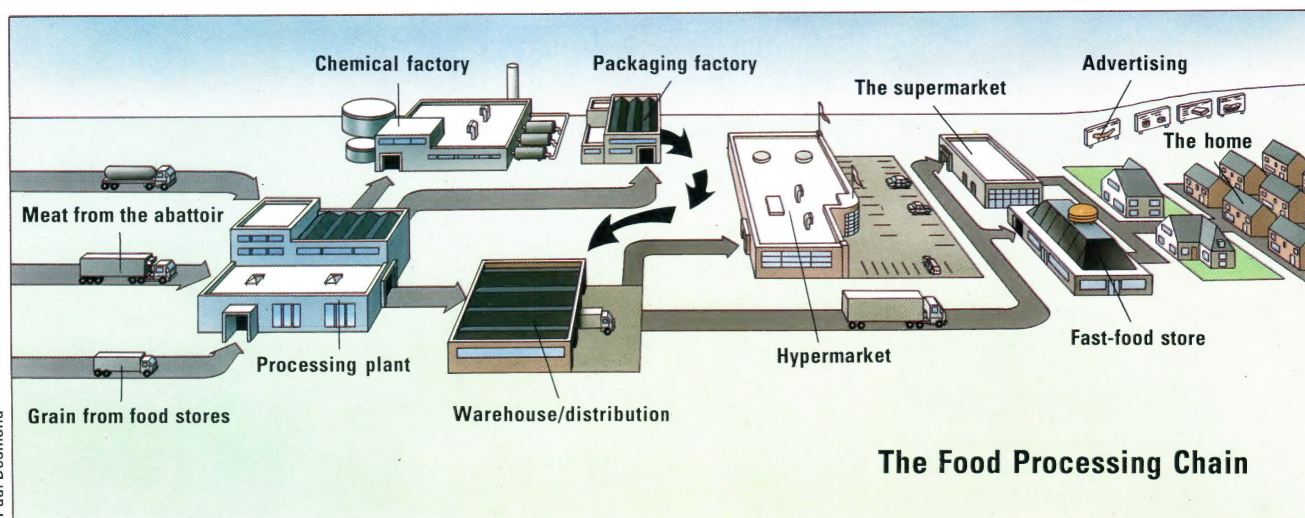 Chemical factory
Packaging factory
Advertising
The supermarket
The home
Meat from the abattoir
Processing plant
Hypermarket
Fast-food store
Grain from food stores
Warehouse/distribution
The Food Processing Chain
Paul Desmond